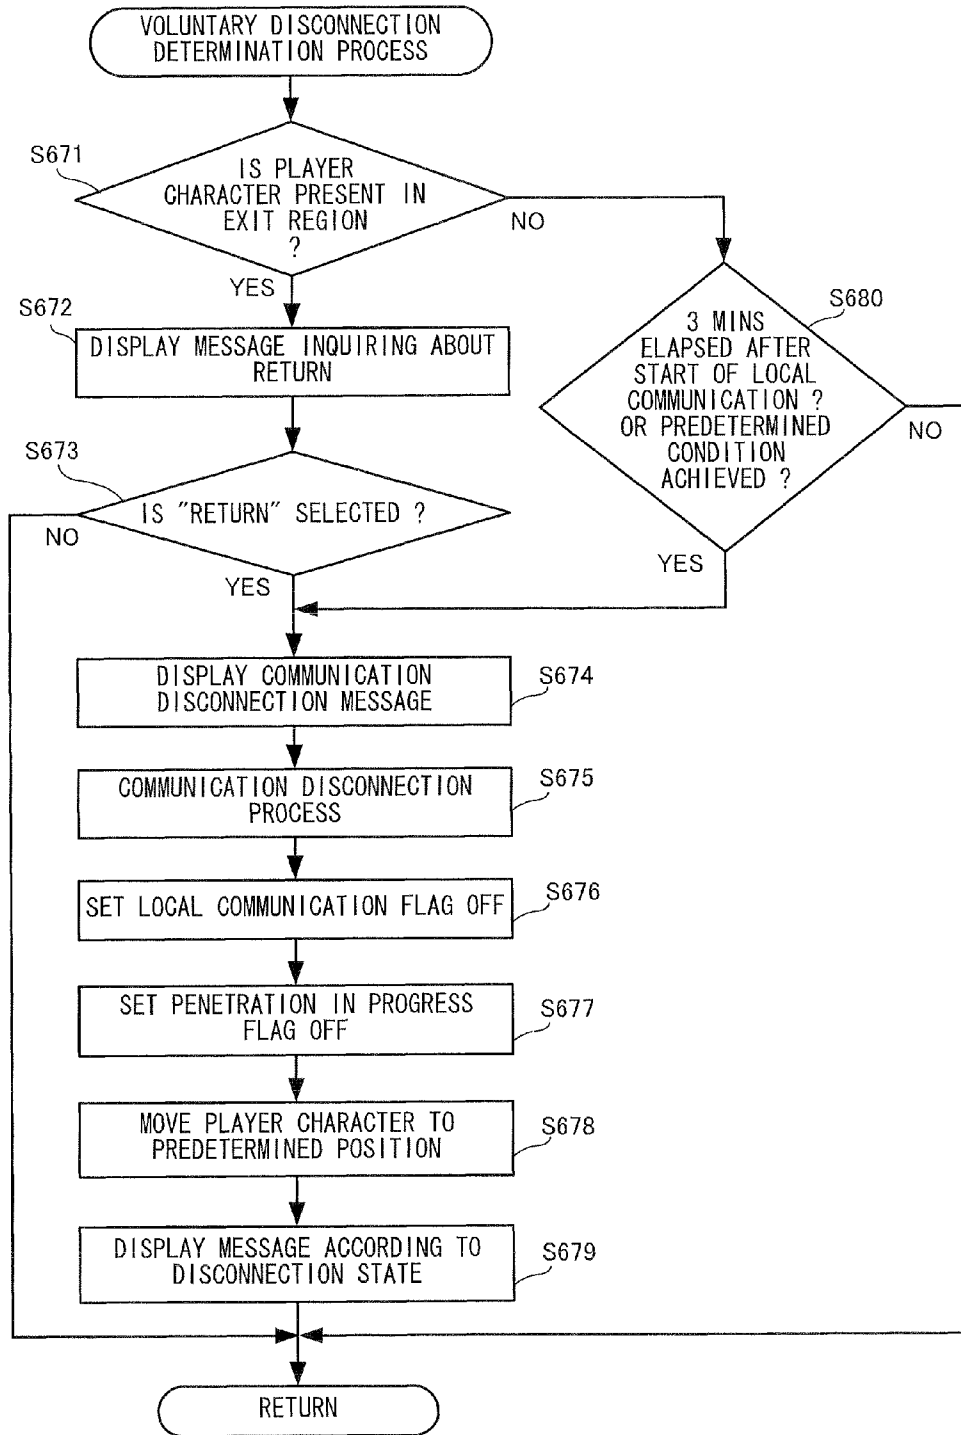 VOLUNTARY DISCONNECTION
DETERMINATION PROCESS
S671
IS PLAYER
CHARACTER PRESENT IN
EXIT REGION
?
NO
YES
S672
DISPLAY MESSAGE INQUIRING ABOUT
RETURN
S680
3 MINS
ELAPSED AFTER
START OF LOCAL
COMMUNICATION ?
OR PREDETERMINED
CONDITION
ACHIEVED ?
NO
YES
S673
IS "RETURN" SELECTED ?
NO
YES
DISPLAY COMMUNICATION
DISCONNECTION MESSAGE
S674
COMMUNICATION DISCONNECTION
PROCESS
S675
SET LOCAL COMMUNICATION FLAG OFF
S676
SET PENETRATION IN PROGRESS
FLAG OFF
S677
MOVE PLAYER CHARACTER TO
PREDETERMINED POSITION
S678
DISPLAY MESSAGE ACCORDING TO
DISCONNECTION STATE
S679
RETURN